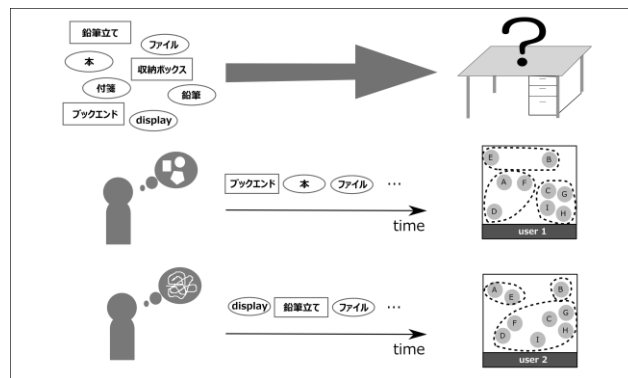 鉛筆立て
ファイル
本
収納ボックス
付箋
鉛筆
ブックエンド
display
?
ブックエンド 本 ファイル …
time
E
B
A F
C
G
D
I
H
user 1
display 鉛筆立て ファイル …
time
A
B
E
G
F
C
H
D
I
user 2